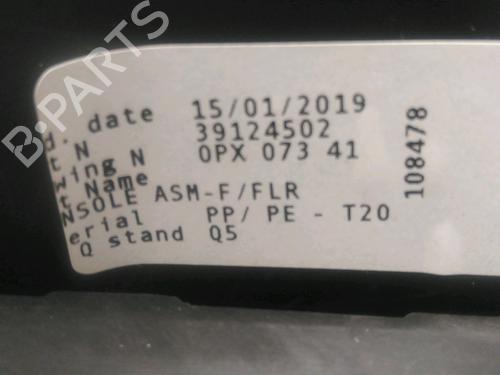 d. date 15/01/2019
t N 39124502
wing N 0PX 073 41
t Name
NSOLE ASM-F/FLR
erial PP/ PE - T20
Q stand Q5
108478
B-PARTS